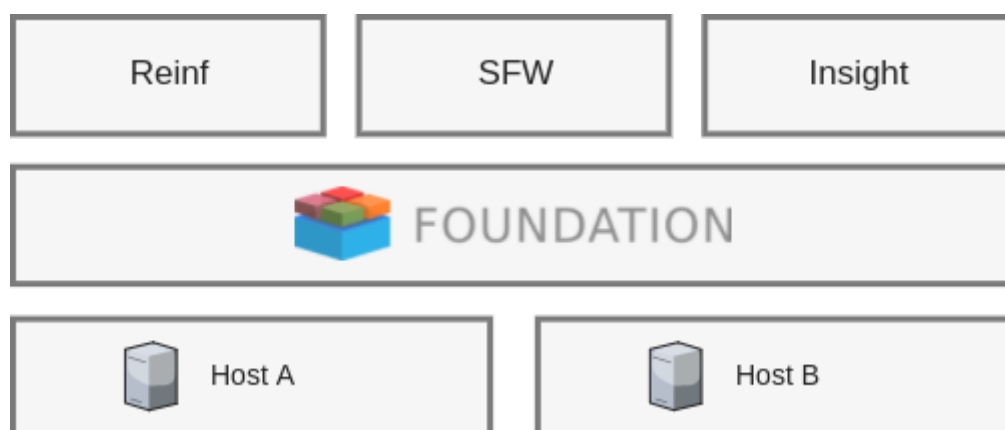 Reinf
SFW
Insight
FOUNDATION
Host A
Host B